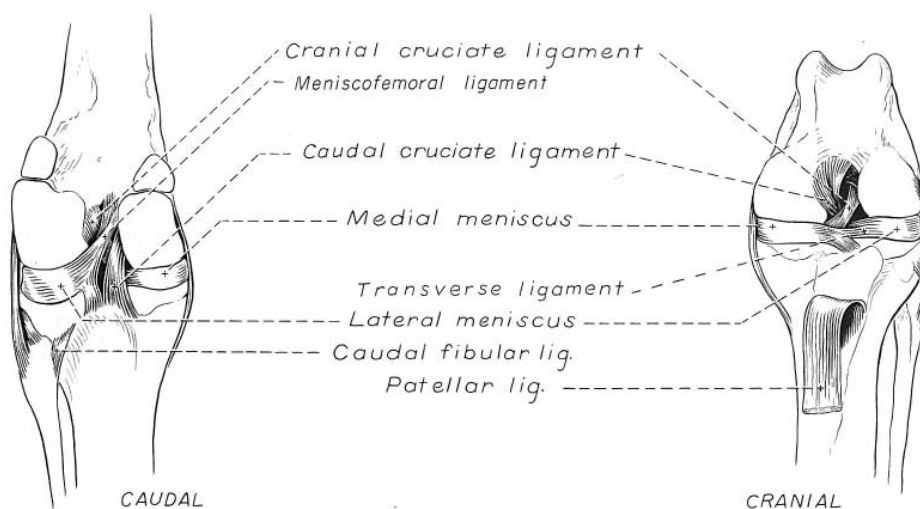 Cranial cruciate ligament
Meniscofemoral ligament
Caudal cruciate ligament
Medial meniscus
Transverse ligament
Lateral meniscus
Caudal fibular lig.
Patellar lig.
CAUDAL
CRANIAL